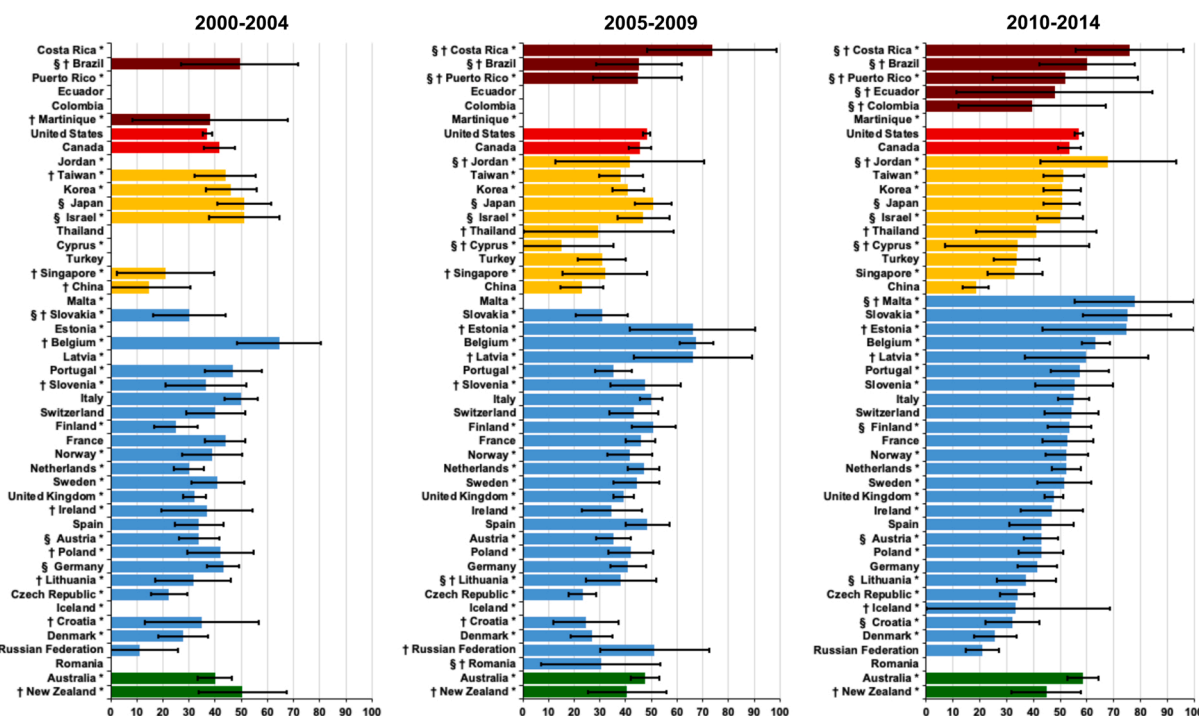 2000-2004
Costa Rica *
§ † Brazil
Puerto Rico *
Ecuador
Colombia
† Martinique *
United States
Canada
Jordan *
† Taiwan *
Korea *
§ Japan
§ Israel *
Thailand
Cyprus *
Turkey
† Singapore *
† China
Malta *
§ † Slovakia *
Estonia *
† Belgium *
Latvia *
Portugal *
† Slovenia *
Italy
Switzerland
Finland *
France
Norway *
Netherlands *
Sweden *
United Kingdom *
† Ireland *
Spain
§ Austria *
† Poland *
§ Germany
† Lithuania *
Czech Republic *
Iceland *
† Croatia *
Denmark *
Russian Federation
Romania
Australia *
† New Zealand *
0 10 20 30 40 50 60 70 80 90 100
2005-2009
§ † Costa Rica *
§ † Brazil
§ † Puerto Rico *
Ecuador
Colombia
Martinique *
United States
Canada
§ † Jordan *
Taiwan *
Korea *
§ Japan
§ Israel *
† Thailand
§ † Cyprus *
Turkey
† Singapore *
China
Malta *
Slovakia *
† Estonia *
Belgium *
† Latvia *
Portugal *
† Slovenia *
Italy
Switzerland
Finland *
France
Norway *
Netherlands *
Sweden *
United Kingdom *
Ireland *
Spain
Austria *
Poland *
Germany
§ † Lithuania *
Czech Republic *
Iceland *
† Croatia *
Denmark *
† Russian Federation
§ † Romania
Australia *
† New Zealand *
0 10 20 30 40 50 60 70 80 90 100
2010-2014
§ † Costa Rica *
§ † Brazil
§ † Puerto Rico *
§ † Ecuador
§ † Colombia
Martinique *
United States
Canada
§ † Jordan *
Taiwan *
Korea *
§ Japan
§ Israel *
† Thailand
§ † Cyprus *
Turkey
Singapore *
China
§ † Malta *
Slovakia *
† Estonia *
Belgium *
† Latvia *
Portugal *
Slovenia *
Italy
Switzerland
§ Finland *
France
Norway *
Netherlands *
Sweden *
United Kingdom *
Ireland *
Spain
§ Austria *
Poland *
Germany
§ Lithuania *
Czech Republic *
† Iceland *
§ Croatia *
Denmark *
Russian Federation
Romania
Australia *
† New Zealand *
0 10 20 30 40 50 60 70 80 90